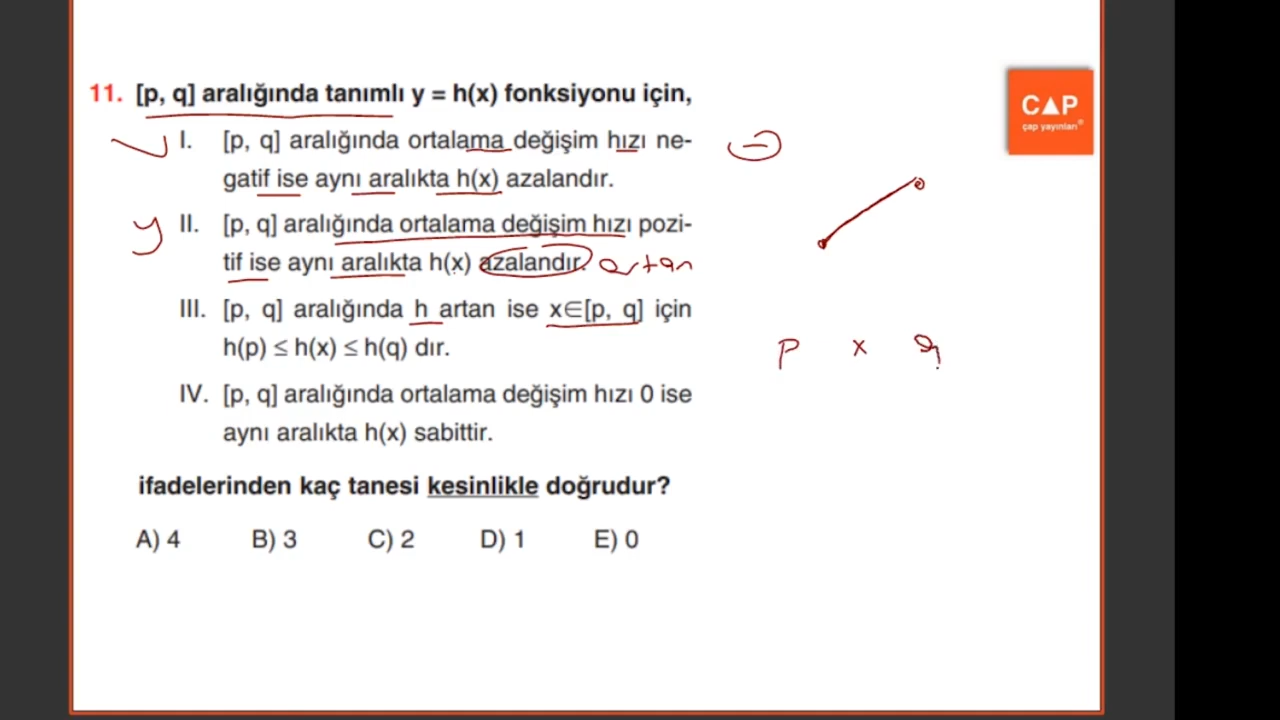 11. [p, q] aralığında tanımlı y = h(x) fonksiyonu için,
I. [p, q] aralığında ortalama değişim hızı ne-
gatif ise aynı aralıkta h(x) azalandır.
y II. [p, q] aralığında ortalama değişim hızı pozi-
tif ise aynı aralıkta h(x) azalandır. artan
III. [p, q] aralığında h artan ise x∈[p, q] için
h(p) ≤ h(x) ≤ h(q) dır.
p x q
IV. [p, q] aralığında ortalama değişim hızı 0 ise
aynı aralıkta h(x) sabittir.
ifadelerinden kaç tanesi kesinlikle doğrudur?
A) 4 B) 3 C) 2 D) 1 E) 0
ÇAP
çap yayınları®